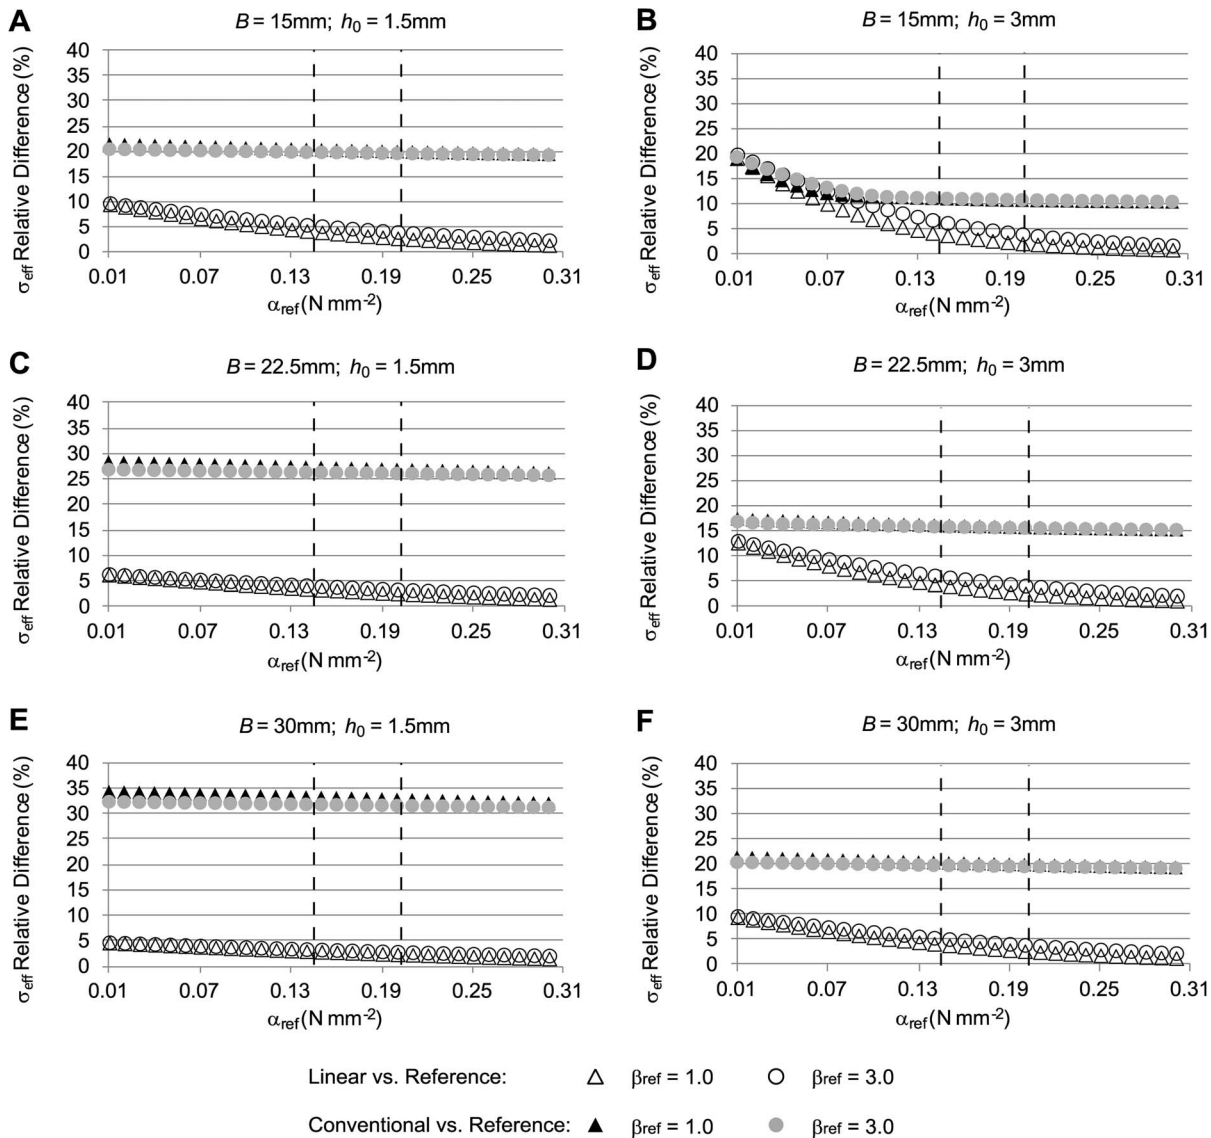 A
B = 15mm; h0 = 1.5mm
σeff Relative Difference (%)
40
35
30
25
20
15
10
5
0
0.01 0.07 0.13 0.19 0.25 0.31
αref (N mm-2)
B
B = 15mm; h0 = 3mm
σeff Relative Difference (%)
40
35
30
25
20
15
10
5
0
0.01 0.07 0.13 0.19 0.25 0.31
αref (N mm-2)
C
B = 22.5mm; h0 = 1.5mm
σeff Relative Difference (%)
40
35
30
25
20
15
10
5
0
0.01 0.07 0.13 0.19 0.25 0.31
αref (N mm-2)
D
B = 22.5mm; h0 = 3mm
σeff Relative Difference (%)
40
35
30
25
20
15
10
5
0
0.01 0.07 0.13 0.19 0.25 0.31
αref (N mm-2)
E
B = 30mm; h0 = 1.5mm
σeff Relative Difference (%)
40
35
30
25
20
15
10
5
0
0.01 0.07 0.13 0.19 0.25 0.31
αref (N mm-2)
F
B = 30mm; h0 = 3mm
σeff Relative Difference (%)
40
35
30
25
20
15
10
5
0
0.01 0.07 0.13 0.19 0.25 0.31
αref (N mm-2)
Linear vs. Reference: βref = 1.0 βref = 3.0
Conventional vs. Reference: βref = 1.0 βref = 3.0